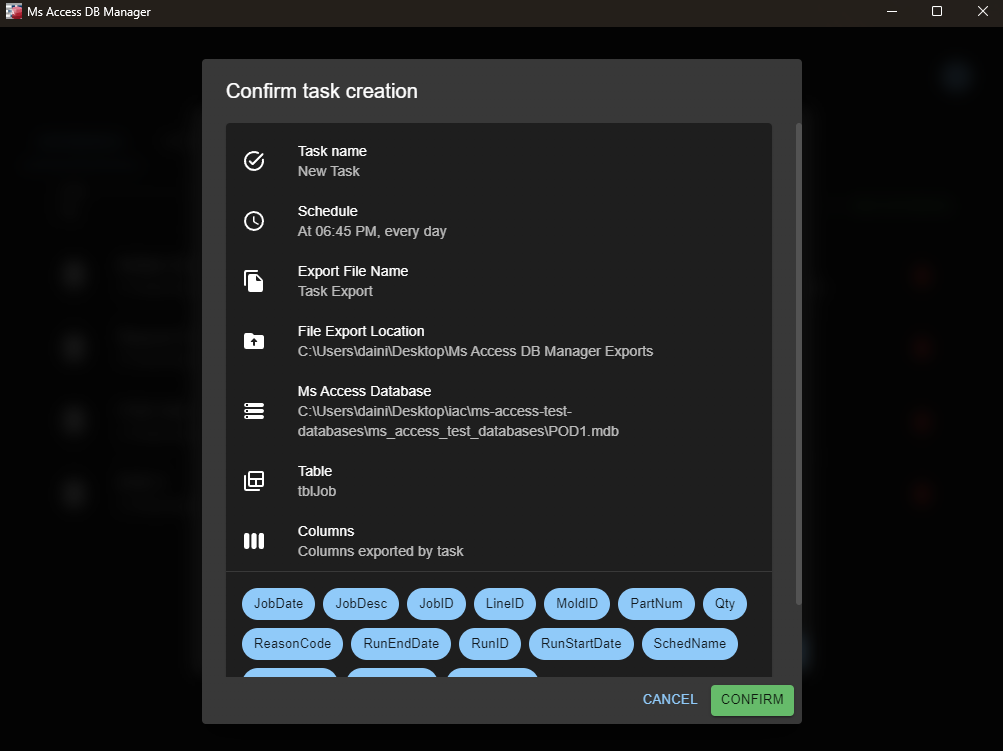 Ms Access DB Manager
Confirm task creation
Task name
New Task
Schedule
At 06:45 PM, every day
Export File Name
Task Export
File Export Location
C:\Users\daini\Desktop\Ms Access DB Manager Exports
Ms Access Database
C:\Users\daini\Desktop\iac\ms-access-test-
databases\ms_access_test_databases\POD1.mdb
Table
tblJob
Columns
Columns exported by task
JobDate JobDesc JobID LineID MoldID PartNum Qty
ReasonCode RunEndDate RunID RunStartDate SchedName
CANCEL CONFIRM